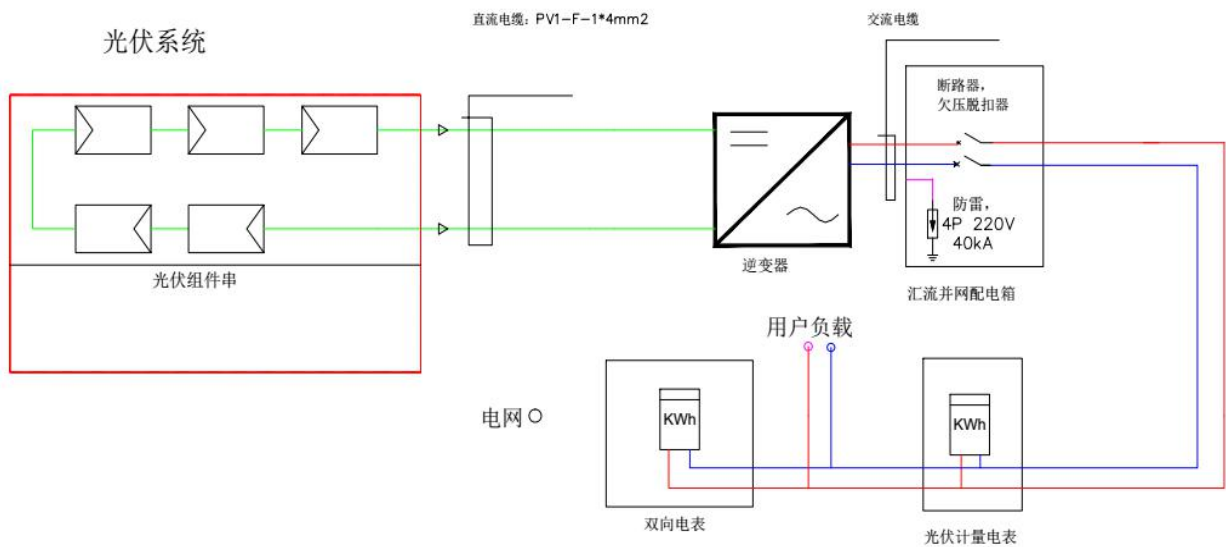 直流电缆：PV1-F-1*4mm2
交流电缆
光伏系统
断路器，
欠压脱扣器
防雷，
4P 220V
40kA
光伏组件串
逆变器
汇流并网配电箱
用户负载
电网
KWh
KWh
双向电表
光伏计量电表